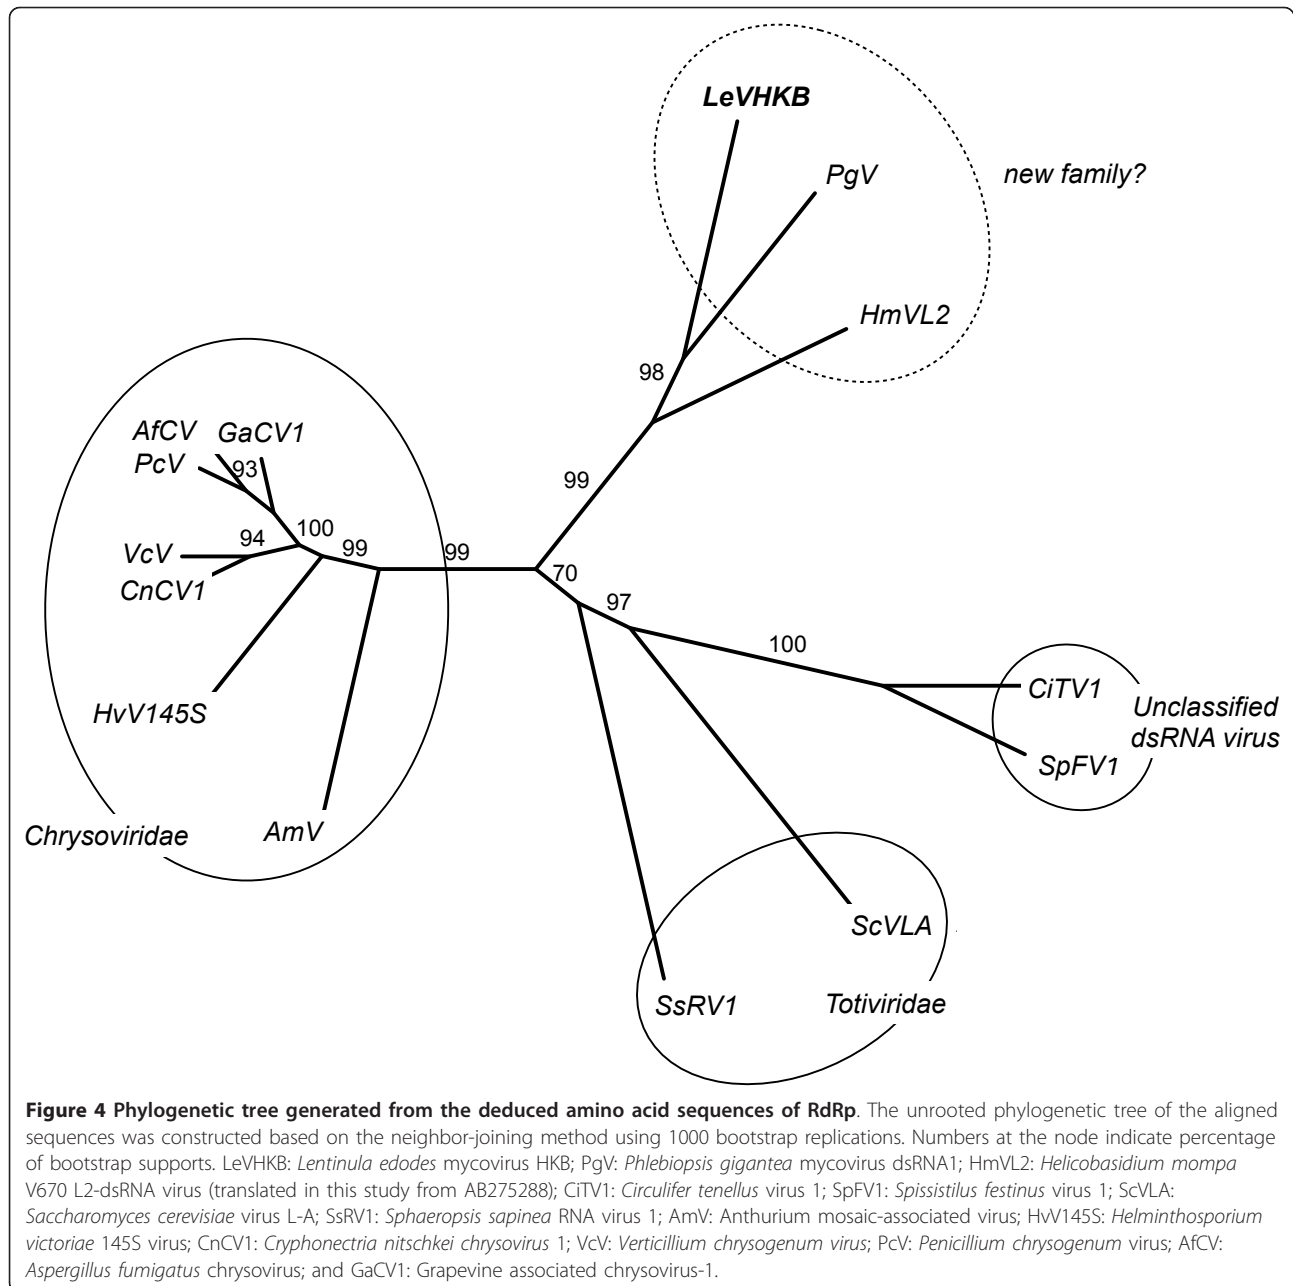 LeVHKB
PgV
new family?
HmVL2
98
AfCV GaCV1
PcV 93
99
100
94
99
99
VcV
CnCV1
70
97
100
HvV145S
CiTV1
Unclassified
dsRNA virus
SpFV1
Chrysoviridae
AmV
ScVLA
SsRV1
Totiviridae
Figure 4 Phylogenetic tree generated from the deduced amino acid sequences of RdRp. The unrooted phylogenetic tree of the aligned
sequences was constructed based on the neighbor-joining method using 1000 bootstrap replications. Numbers at the node indicate percentage
of bootstrap supports. LeVHKB: Lentinula edodes mycovirus HKB; PgV: Phlebiopsis gigantea mycovirus dsRNA1; HmVL2: Helicobasidium mompa
V670 L2-dsRNA virus (translated in this study from AB275288); CiTV1: Circulifer tenellus virus 1; SpFV1: Spissistilus festinus virus 1; ScVLA:
Saccharomyces cerevisiae virus L-A; SsRV1: Sphaeropsis sapinea RNA virus 1; AmV: Anthurium mosaic-associated virus; HvV145S: Helminthosporium
victoriae 145S virus; CnCV1: Cryphonectria nitschkei chrysovirus 1; VcV: Verticillium chrysogenum virus; PcV: Penicillium chrysogenum virus; AfCV:
Aspergillus fumigatus chrysovirus; and GaCV1: Grapevine associated chrysovirus-1.